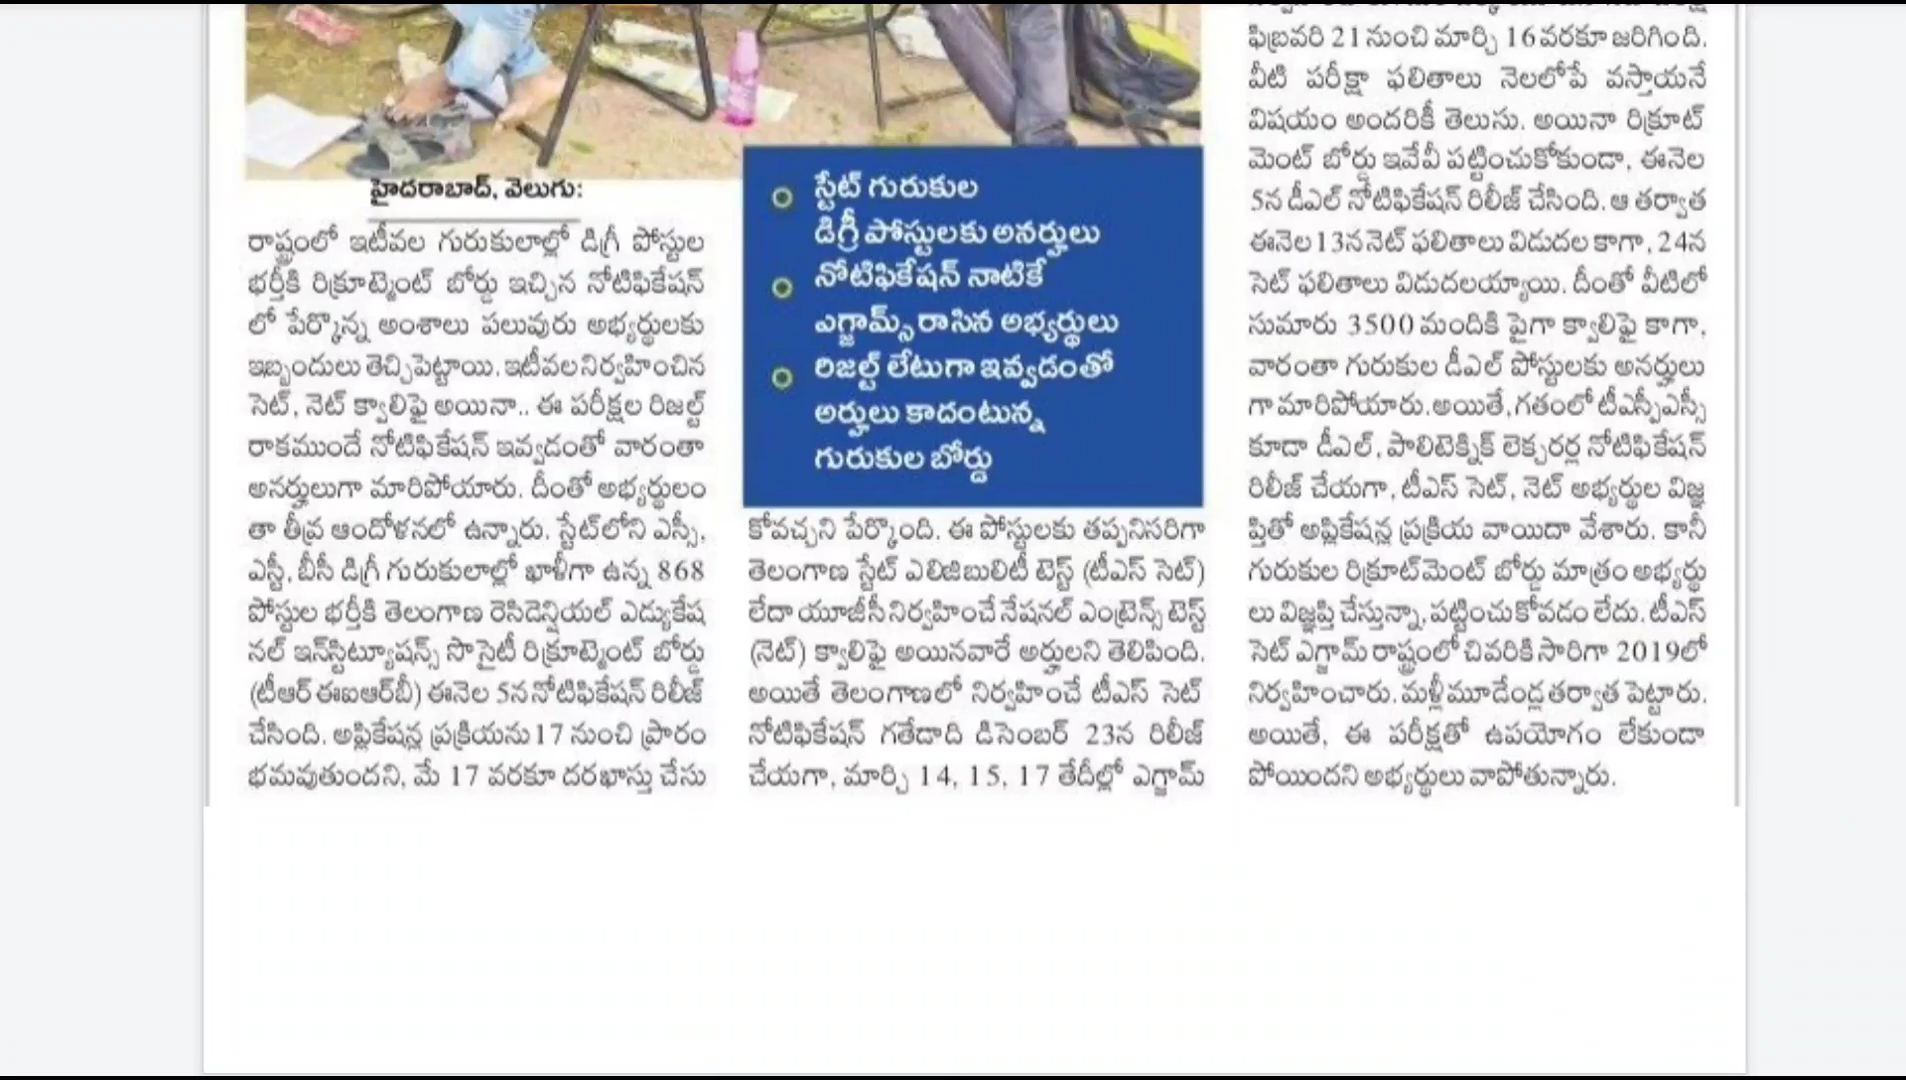 హైదరాబాద్, వెలుగు:
రాష్ట్రంలో ఇటీవల గురుకులాల్లో డిగ్రీ పోస్టుల
భర్తీకి రిక్రూట్మెంట్ బోర్డు ఇచ్చిన నోటిఫికేషన్
లో పేర్కొన్న అంశాలు పలువురు అభ్యర్థులకు
ఇబ్బందులు తెచ్చిపెట్టాయి. ఇటీవల నిర్వహించిన
సెట్, నెట్ క్వాలిఫై అయినా.. ఈ పరీక్షల రిజల్ట్
రాకముందే నోటిఫికేషన్ ఇవ్వడంతో వారంతా
అనర్హులుగా మారిపోయారు. దీంతో అభ్యర్థులం
తా తీవ్ర ఆందోళనలో ఉన్నారు. స్టేట్‌లోని ఎస్సీ,
ఎస్టీ, బీసీ డిగ్రీ గురుకులాల్లో ఖాళీగా ఉన్న 868
పోస్టుల భర్తీకి తెలంగాణ రెసిడెన్షియల్ ఎడ్యుకేష
నల్ ఇన్‌స్టిట్యూషన్స్ సొసైటీ రిక్రూట్మెంట్ బోర్డు
(టీఆర్ఈఐఆర్‌బీ) ఈనెల 5న నోటిఫికేషన్ రిలీజ్
చేసింది. అప్లికేషన్ల ప్రక్రియను 17 నుంచి ప్రారం
భమవుతుందని, మే 17 వరకూ దరఖాస్తు చేసు
స్టేట్ గురుకుల
డిగ్రీ పోస్టులకు అనర్హులు
నోటిఫికేషన్ నాటికే
ఎగ్జామ్స్ రాసిన అభ్యర్థులు
రిజల్ట్ లేటుగా ఇవ్వడంతో
అర్హులు కాదంటున్న
గురుకుల బోర్డు
కోవచ్చని పేర్కొంది. ఈ పోస్టులకు తప్పనిసరిగా
తెలంగాణ స్టేట్ ఎలిజిబులిటీ టెస్ట్ (టీఎస్ సెట్)
లేదా యూజీసీ నిర్వహించే నేషనల్ ఎంట్రెన్స్ టెస్ట్
(నెట్) క్వాలిఫై అయినవారే అర్హులని తెలిపింది.
అయితే తెలంగాణలో నిర్వహించే టీఎస్ సెట్
నోటిఫికేషన్ గతేడాది డిసెంబర్ 23న రిలీజ్
చేయగా, మార్చి 14, 15, 17 తేదీల్లో ఎగ్జామ్
ఫిబ్రవరి 21 నుంచి మార్చి 16 వరకూ జరిగింది.
వీటి పరీక్షా ఫలితాలు నెలలోపే వస్తాయనే
విషయం అందరికీ తెలుసు. అయినా రిక్రూట్
మెంట్ బోర్డు ఇవేవీ పట్టించుకోకుండా, ఈనెల
5న డీఎల్ నోటిఫికేషన్ రిలీజ్ చేసింది. ఆ తర్వాత
ఈనెల 13న నెట్ ఫలితాలు విడుదల కాగా, 24న
సెట్ ఫలితాలు విడుదలయ్యాయి. దీంతో వీటిలో
సుమారు 3500 మందికి పైగా క్వాలిఫై కాగా,
వారంతా గురుకుల డీఎల్ పోస్టులకు అనర్హులు
గా మారిపోయారు. అయితే, గతంలో టీఎస్పీఎస్సీ
కూడా డీఎల్, పాలిటెక్నిక్ లెక్చరర్ల నోటిఫికేషన్
రిలీజ్ చేయగా, టీఎస్ సెట్, నెట్ అభ్యర్థుల విజ్ఞ
ప్తితో అప్లికేషన్ల ప్రక్రియ వాయిదా వేశారు. కానీ
గురుకుల రిక్రూట్‌మెంట్ బోర్డు మాత్రం అభ్యర్థు
లు విజ్ఞప్తి చేస్తున్నా, పట్టించుకోవడం లేదు. టీఎస్
సెట్ ఎగ్జామ్ రాష్ట్రంలో చివరికి సారిగా 2019లో
నిర్వహించారు. మళ్లీ మూడేండ్ల తర్వాత పెట్టారు.
అయితే, ఈ పరీక్షతో ఉపయోగం లేకుండా
పోయిందని అభ్యర్థులు వాపోతున్నారు.